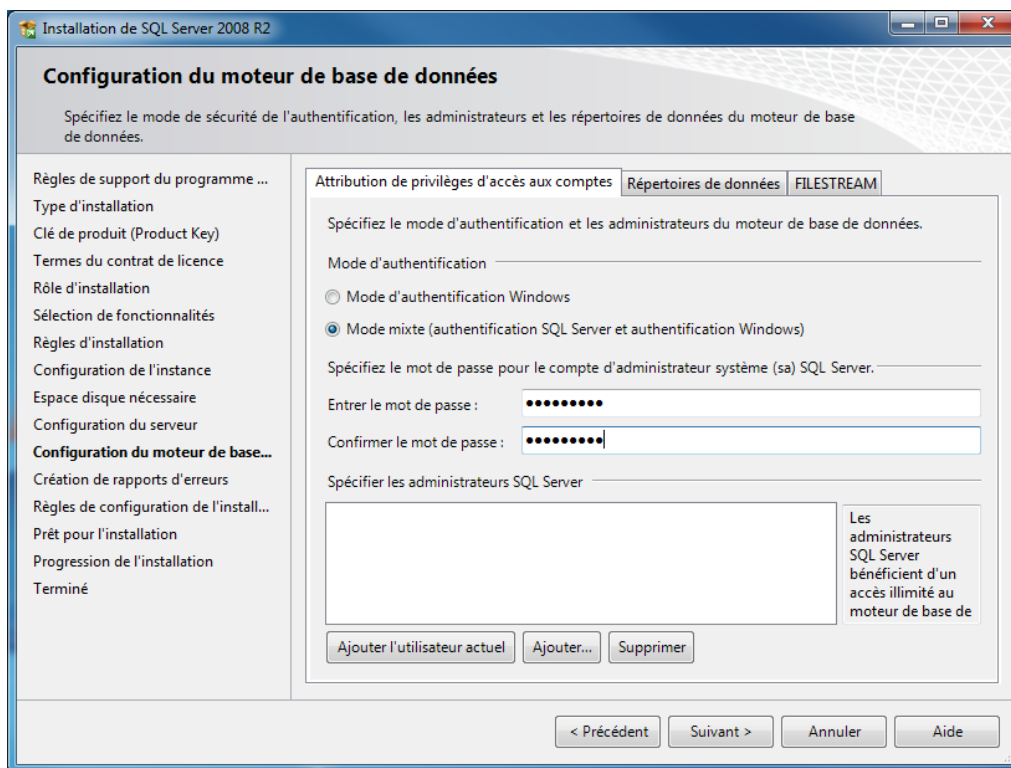 Installation de SQL Server 2008 R2
Configuration du moteur de base de données
Spécifiez le mode de sécurité de l'authentification, les administrateurs et les répertoires de données du moteur de base
de données.
Règles de support du programme ...
Type d'installation
Clé de produit (Product Key)
Termes du contrat de licence
Rôle d'installation
Sélection de fonctionnalités
Règles d'installation
Configuration de l'instance
Espace disque nécessaire
Configuration du serveur
Configuration du moteur de base...
Création de rapports d'erreurs
Règles de configuration de l'install...
Prêt pour l'installation
Progression de l'installation
Terminé
Attribution de privilèges d'accès aux comptes Répertoires de données FILESTREAM
Spécifiez le mode d'authentification et les administrateurs du moteur de base de données.
Mode d'authentification
Mode d'authentification Windows
Mode mixte (authentification SQL Server et authentification Windows)
Spécifiez le mot de passe pour le compte d'administrateur système (sa) SQL Server.
Entrer le mot de passe : •••••••••
Confirmer le mot de passe : •••••••••
Spécifier les administrateurs SQL Server
Les
administrateurs
SQL Server
bénéficient d'un
accès illimité au
moteur de base de
Ajouter l'utilisateur actuel Ajouter... Supprimer
< Précédent Suivant > Annuler Aide